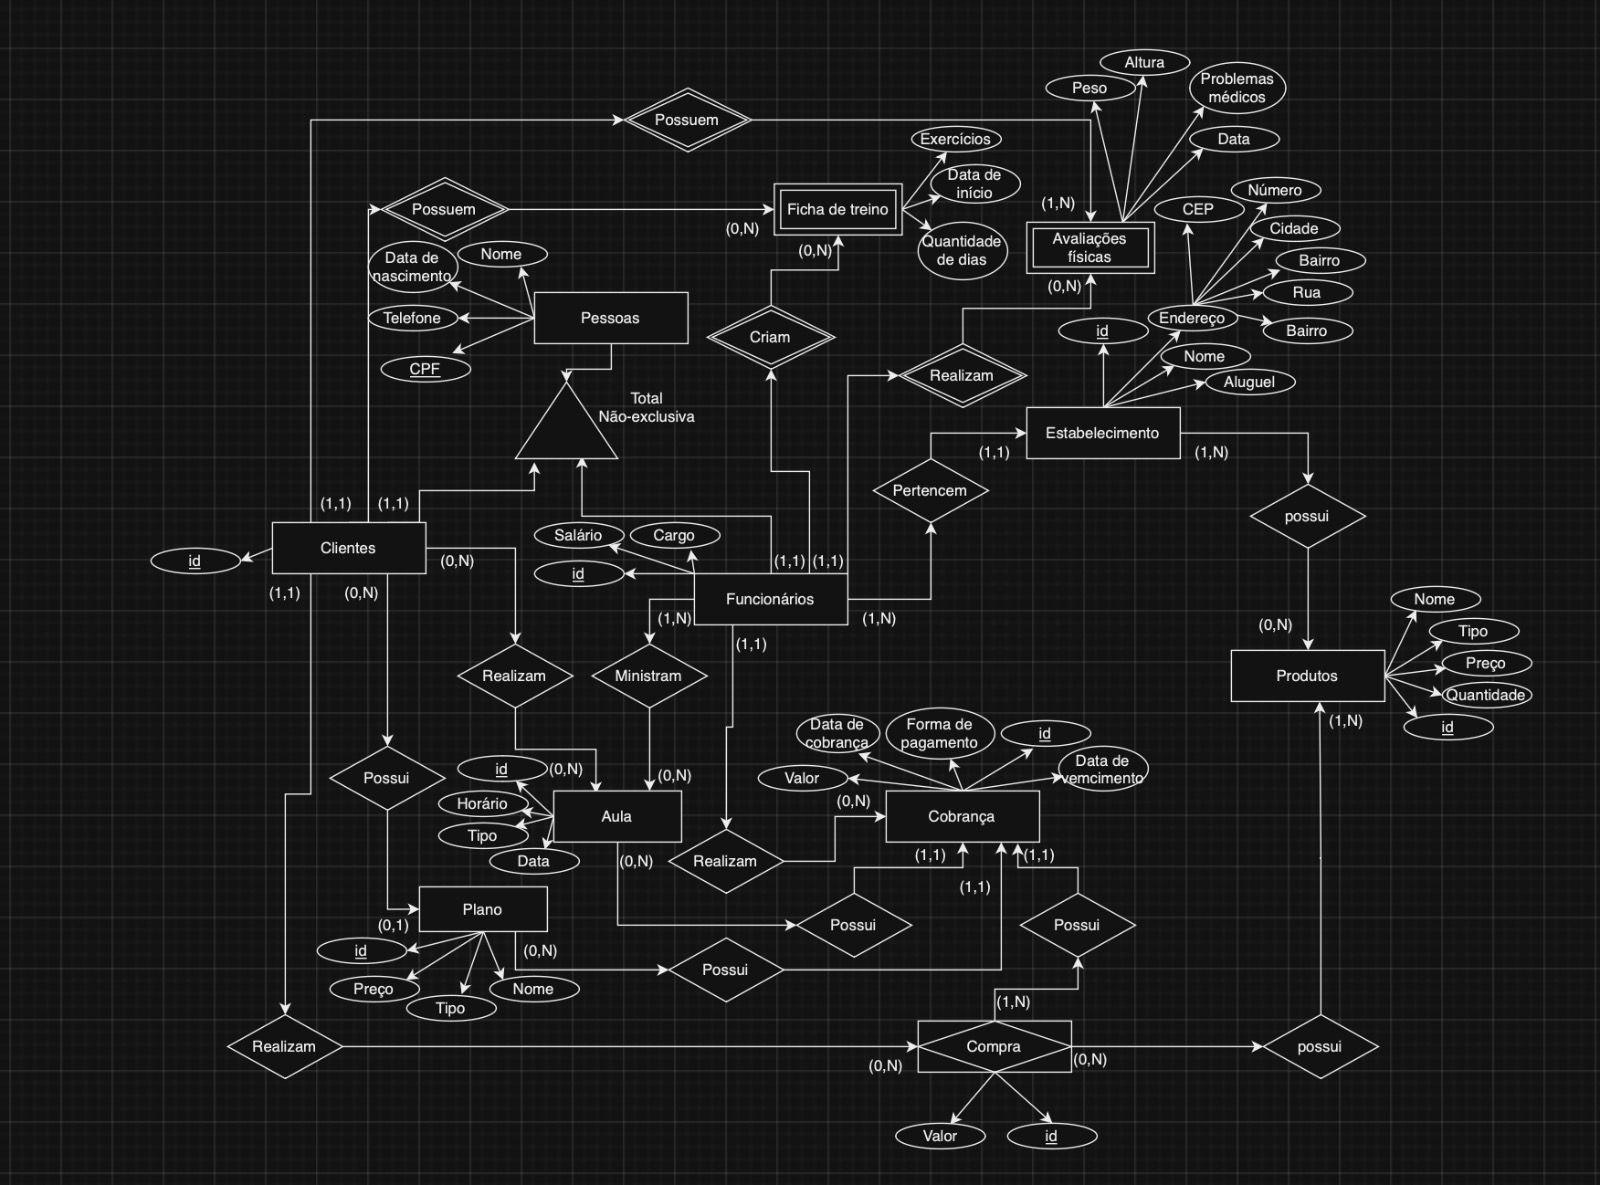 Altura
Problemas
médicos
Peso
Possuem
Exercícios
Data
Data de
início
Número
Possuem
Ficha de treino
(1,N)
CEP
(0,N)
Cidade
Avaliações
físicas
Quantidade
de dias
(0,N)
Nome
Data de
nascimento
Bairro
(0,N)
Rua
Telefone
Pessoas
Endereço
Criam
id
Bairro
Nome
CPF
Realizam
Aluguel
Total
Não-exclusiva
Estabelecimento
(1,1)
(1,N)
Pertencem
(1,1)
(1,1)
possui
Salário
Cargo
Clientes
id
(0,N)
(1,1)
(1,1)
id
(1,1)
(0,N)
Funcionários
Nome
(1,N)
(1,N)
(0,N)
Tipo
(1,1)
Preço
Realizam
Ministram
Produtos
Quantidade
(1,N)
id
Data de
cobrança
Forma de
pagamento
id
Possui
id
(0,N)
(0,N)
Valor
Data de
vemcimento
Horário
(0,N)
Aula
Cobrança
Tipo
Data
(0,N)
Realizam
(1,1)
(1,1)
(1,1)
Plano
(0,1)
Possui
Possui
id
(0,N)
Possui
Preço
Nome
Tipo
(1,N)
Realizam
Compra
possui
(0,N)
(0,N)
Valor
id